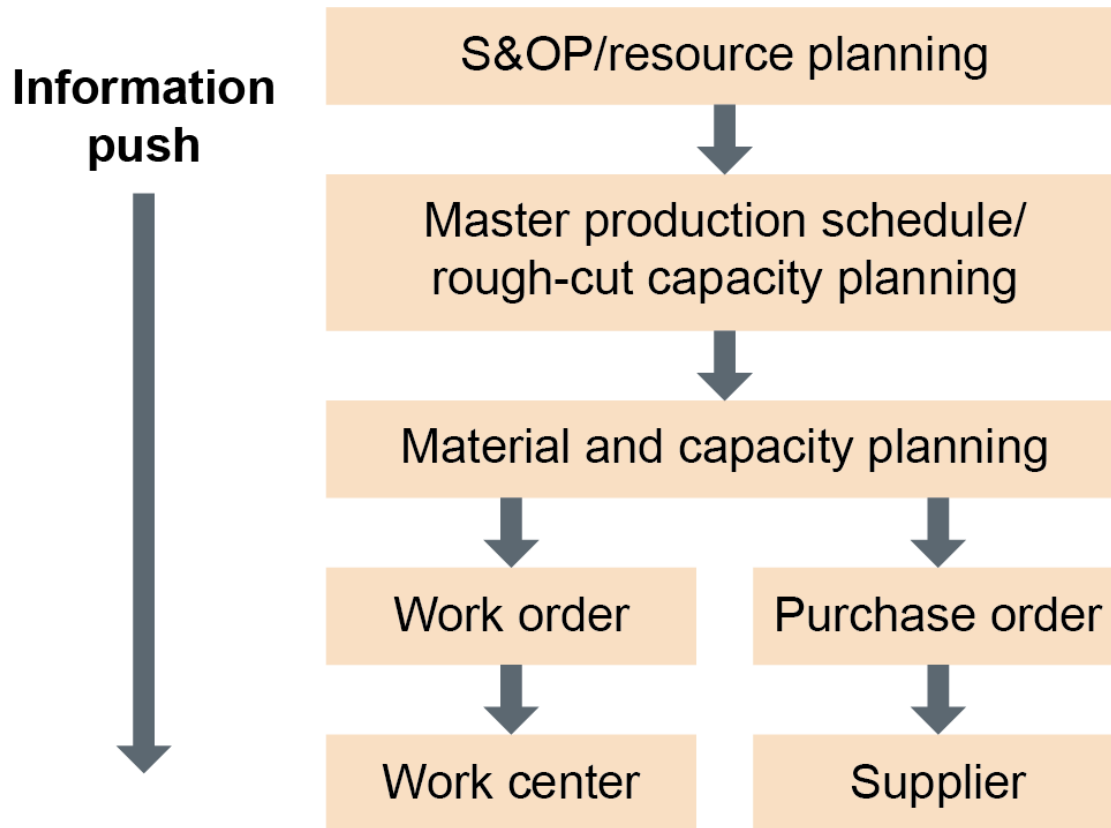 Information
push
S&OP/resource planning
Master production schedule/
rough-cut capacity planning
Material and capacity planning
Work order
Purchase order
Work center
Supplier